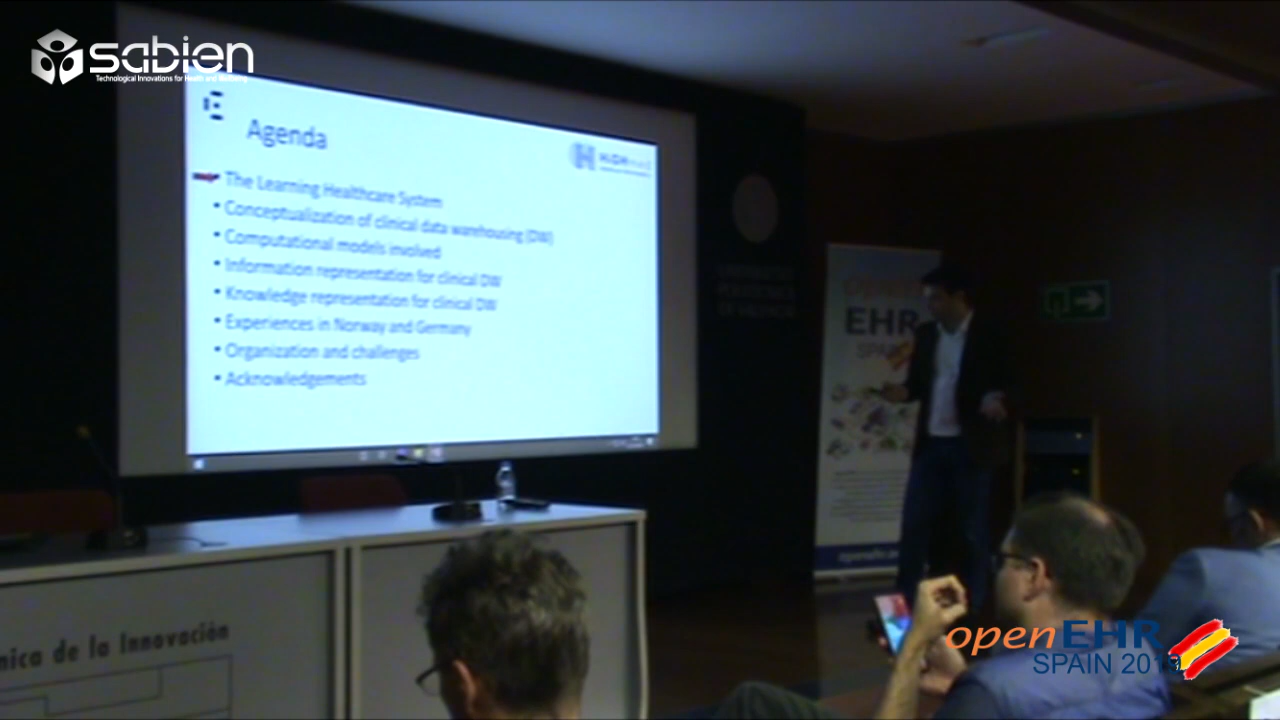 sabien
Technological Innovations for Health and Wellbeing
Agenda
HiGHmed
The Learning Healthcare System
• Conceptualization of clinical data warehousing (DW)
• Computational models involved
• Information representation for clinical DW
• Knowledge representation for clinical DW
• Experiences in Norway and Germany
• Organization and challenges
• Acknowledgements
EHR
nica de la Innovación
openEHR
SPAIN 201